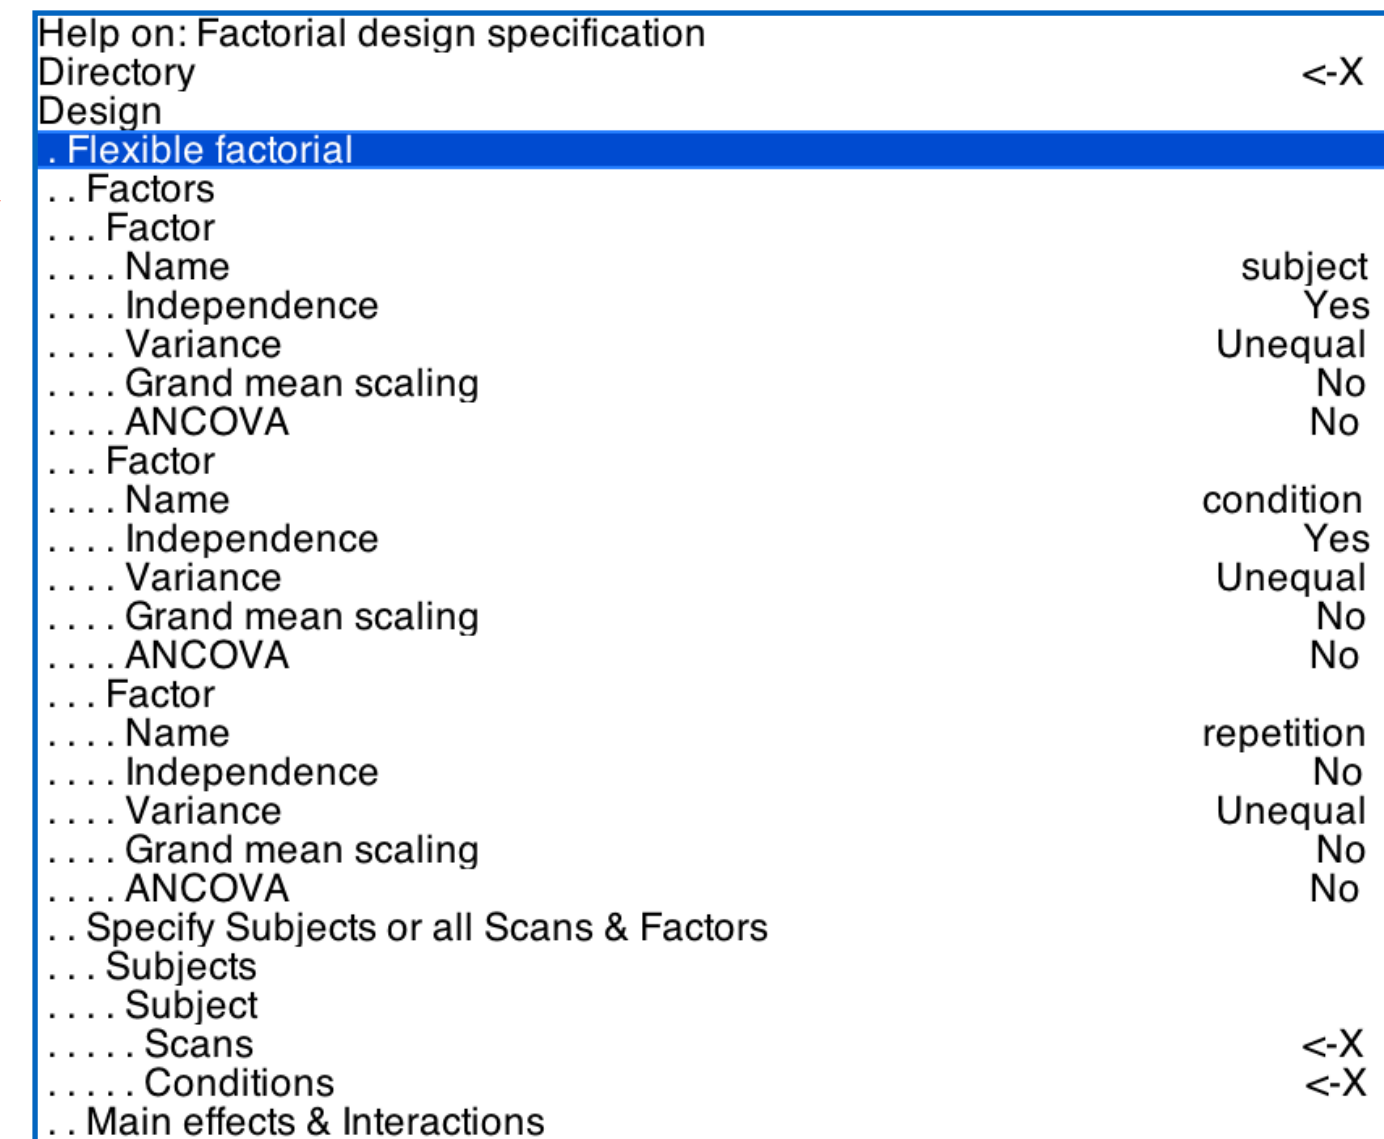 Help on: Factorial design specification
Directory <-X
Design
. Flexible factorial
. . Factors
. . . Factor
. . . . Name subject
. . . . Independence Yes
. . . . Variance Unequal
. . . . Grand mean scaling No
. . . . ANCOVA No
. . . Factor
. . . . Name condition
. . . . Independence Yes
. . . . Variance Unequal
. . . . Grand mean scaling No
. . . . ANCOVA No
. . . Factor
. . . . Name repetition
. . . . Independence No
. . . . Variance Unequal
. . . . Grand mean scaling No
. . . . ANCOVA No
. . Specify Subjects or all Scans & Factors
. . . Subjects
. . . . Subject
. . . . . Scans <-X
. . . . . Conditions <-X
. . Main effects & Interactions